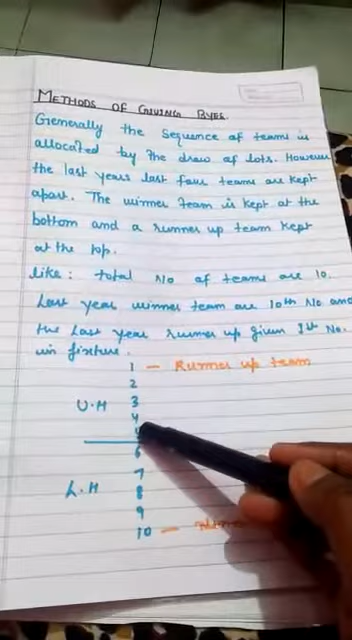 METHODS OF GIVING BYES
Generally the sequence of teams is
allocated by the draw of lots. However
the last years last four teams are kept
apart. The winner team is kept at the
bottom and a runner up team kept
at the top.
like: total No of teams are 10.
Last year winner team are 10th No and
the last year runner up given 1st No.
in fixture.
1 — Runner up team
2
U.H 3
4
6
7
L.H 8
9
10 —